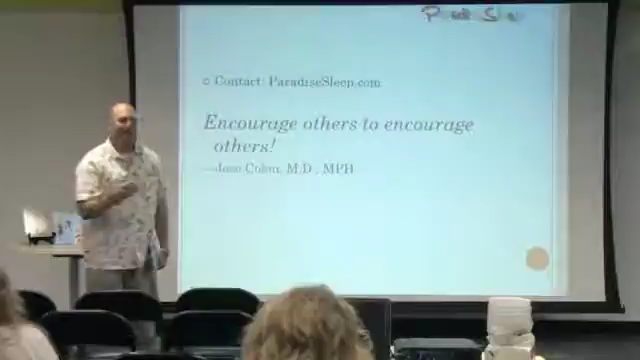 Contact: ParadiseSleep.com
Encourage others to encourage
others!
—Jose Colon, M.D., MPH